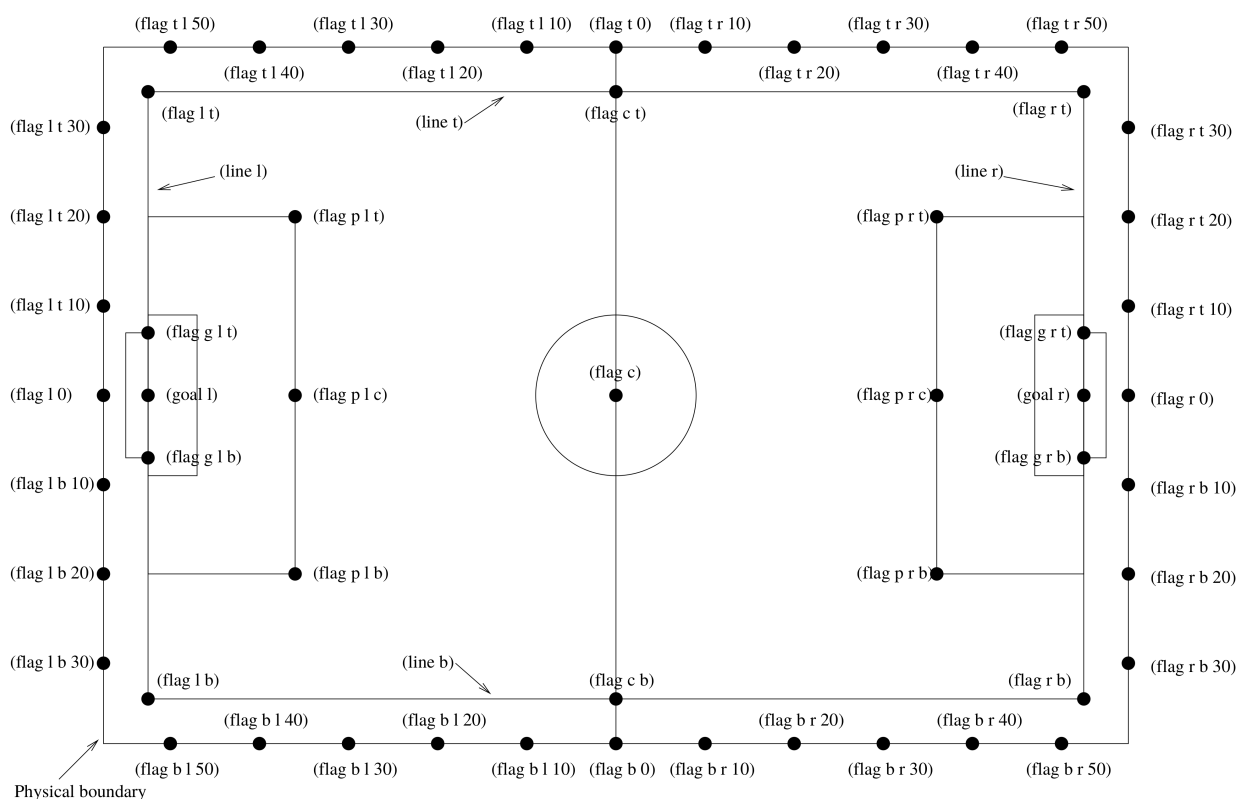 (flag t l 50) (flag t l 30) (flag t l 10) (flag t 0) (flag t r 10) (flag t r 30) (flag t r 50)
(flag t l 40) (flag t l 20) (flag t r 20) (flag t r 40)
(flag l t) (flag c t) (flag r t)
(line t)
(flag l t 30) (flag r t 30)
(line l) (line r)
(flag l t 20) (flag p l t) (flag p r t) (flag r t 20)
(flag l t 10) (flag r t 10)
(flag g l t) (flag g r t)
(flag c)
(flag l 0) (goal l) (flag p l c) (flag p r c) (goal r) (flag r 0)
(flag g l b) (flag g r b)
(flag l b 10) (flag r b 10)
(flag l b 20) (flag p l b) (flag p r b) (flag r b 20)
(flag l b 30) (line b) (flag r b 30)
(flag l b) (flag c b) (flag r b)
(flag b l 40) (flag b l 20) (flag b r 20) (flag b r 40)
(flag b l 50) (flag b l 30) (flag b l 10) (flag b 0) (flag b r 10) (flag b r 30) (flag b r 50)
Physical boundary